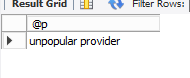 Result Grid Filter Rows:
@p
unpopular provider